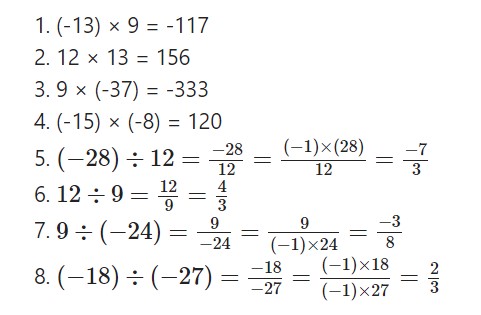 1. (-13) × 9 = -117
2. 12 × 13 = 156
3. 9 × (-37) = -333
4. (-15) × (-8) = 120
5. (−28) ÷ 12 = −28/12 = (−1)×(28)/12 = −7/3
6. 12 ÷ 9 = 12/9 = 4/3
7. 9 ÷ (−24) = 9/−24 = 9/(−1)×24 = −3/8
8. (−18) ÷ (−27) = −18/−27 = (−1)×18/(−1)×27 = 2/3